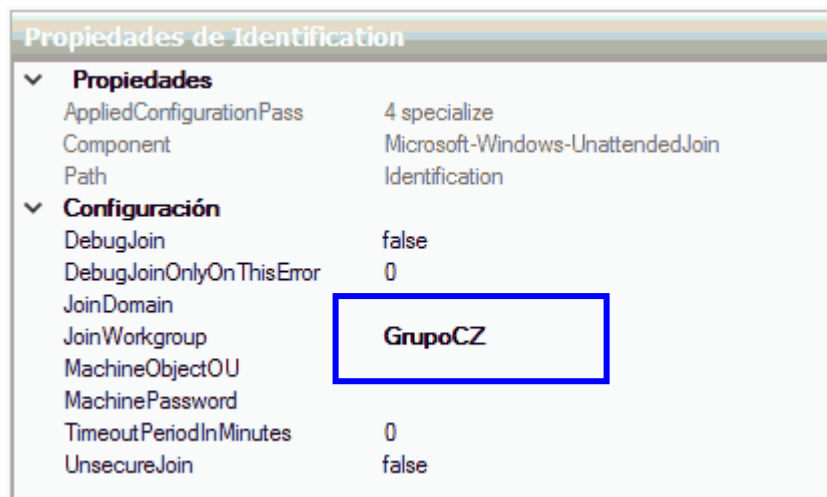 Propiedades de Identification
Propiedades
AppliedConfigurationPass 4 specialize
Component Microsoft-Windows-UnattendedJoin
Path Identification
Configuración
DebugJoin false
DebugJoinOnlyOnThisError 0
JoinDomain
JoinWorkgroup GrupoCZ
MachineObjectOU
MachinePassword
TimeoutPeriodInMinutes 0
UnsecureJoin false